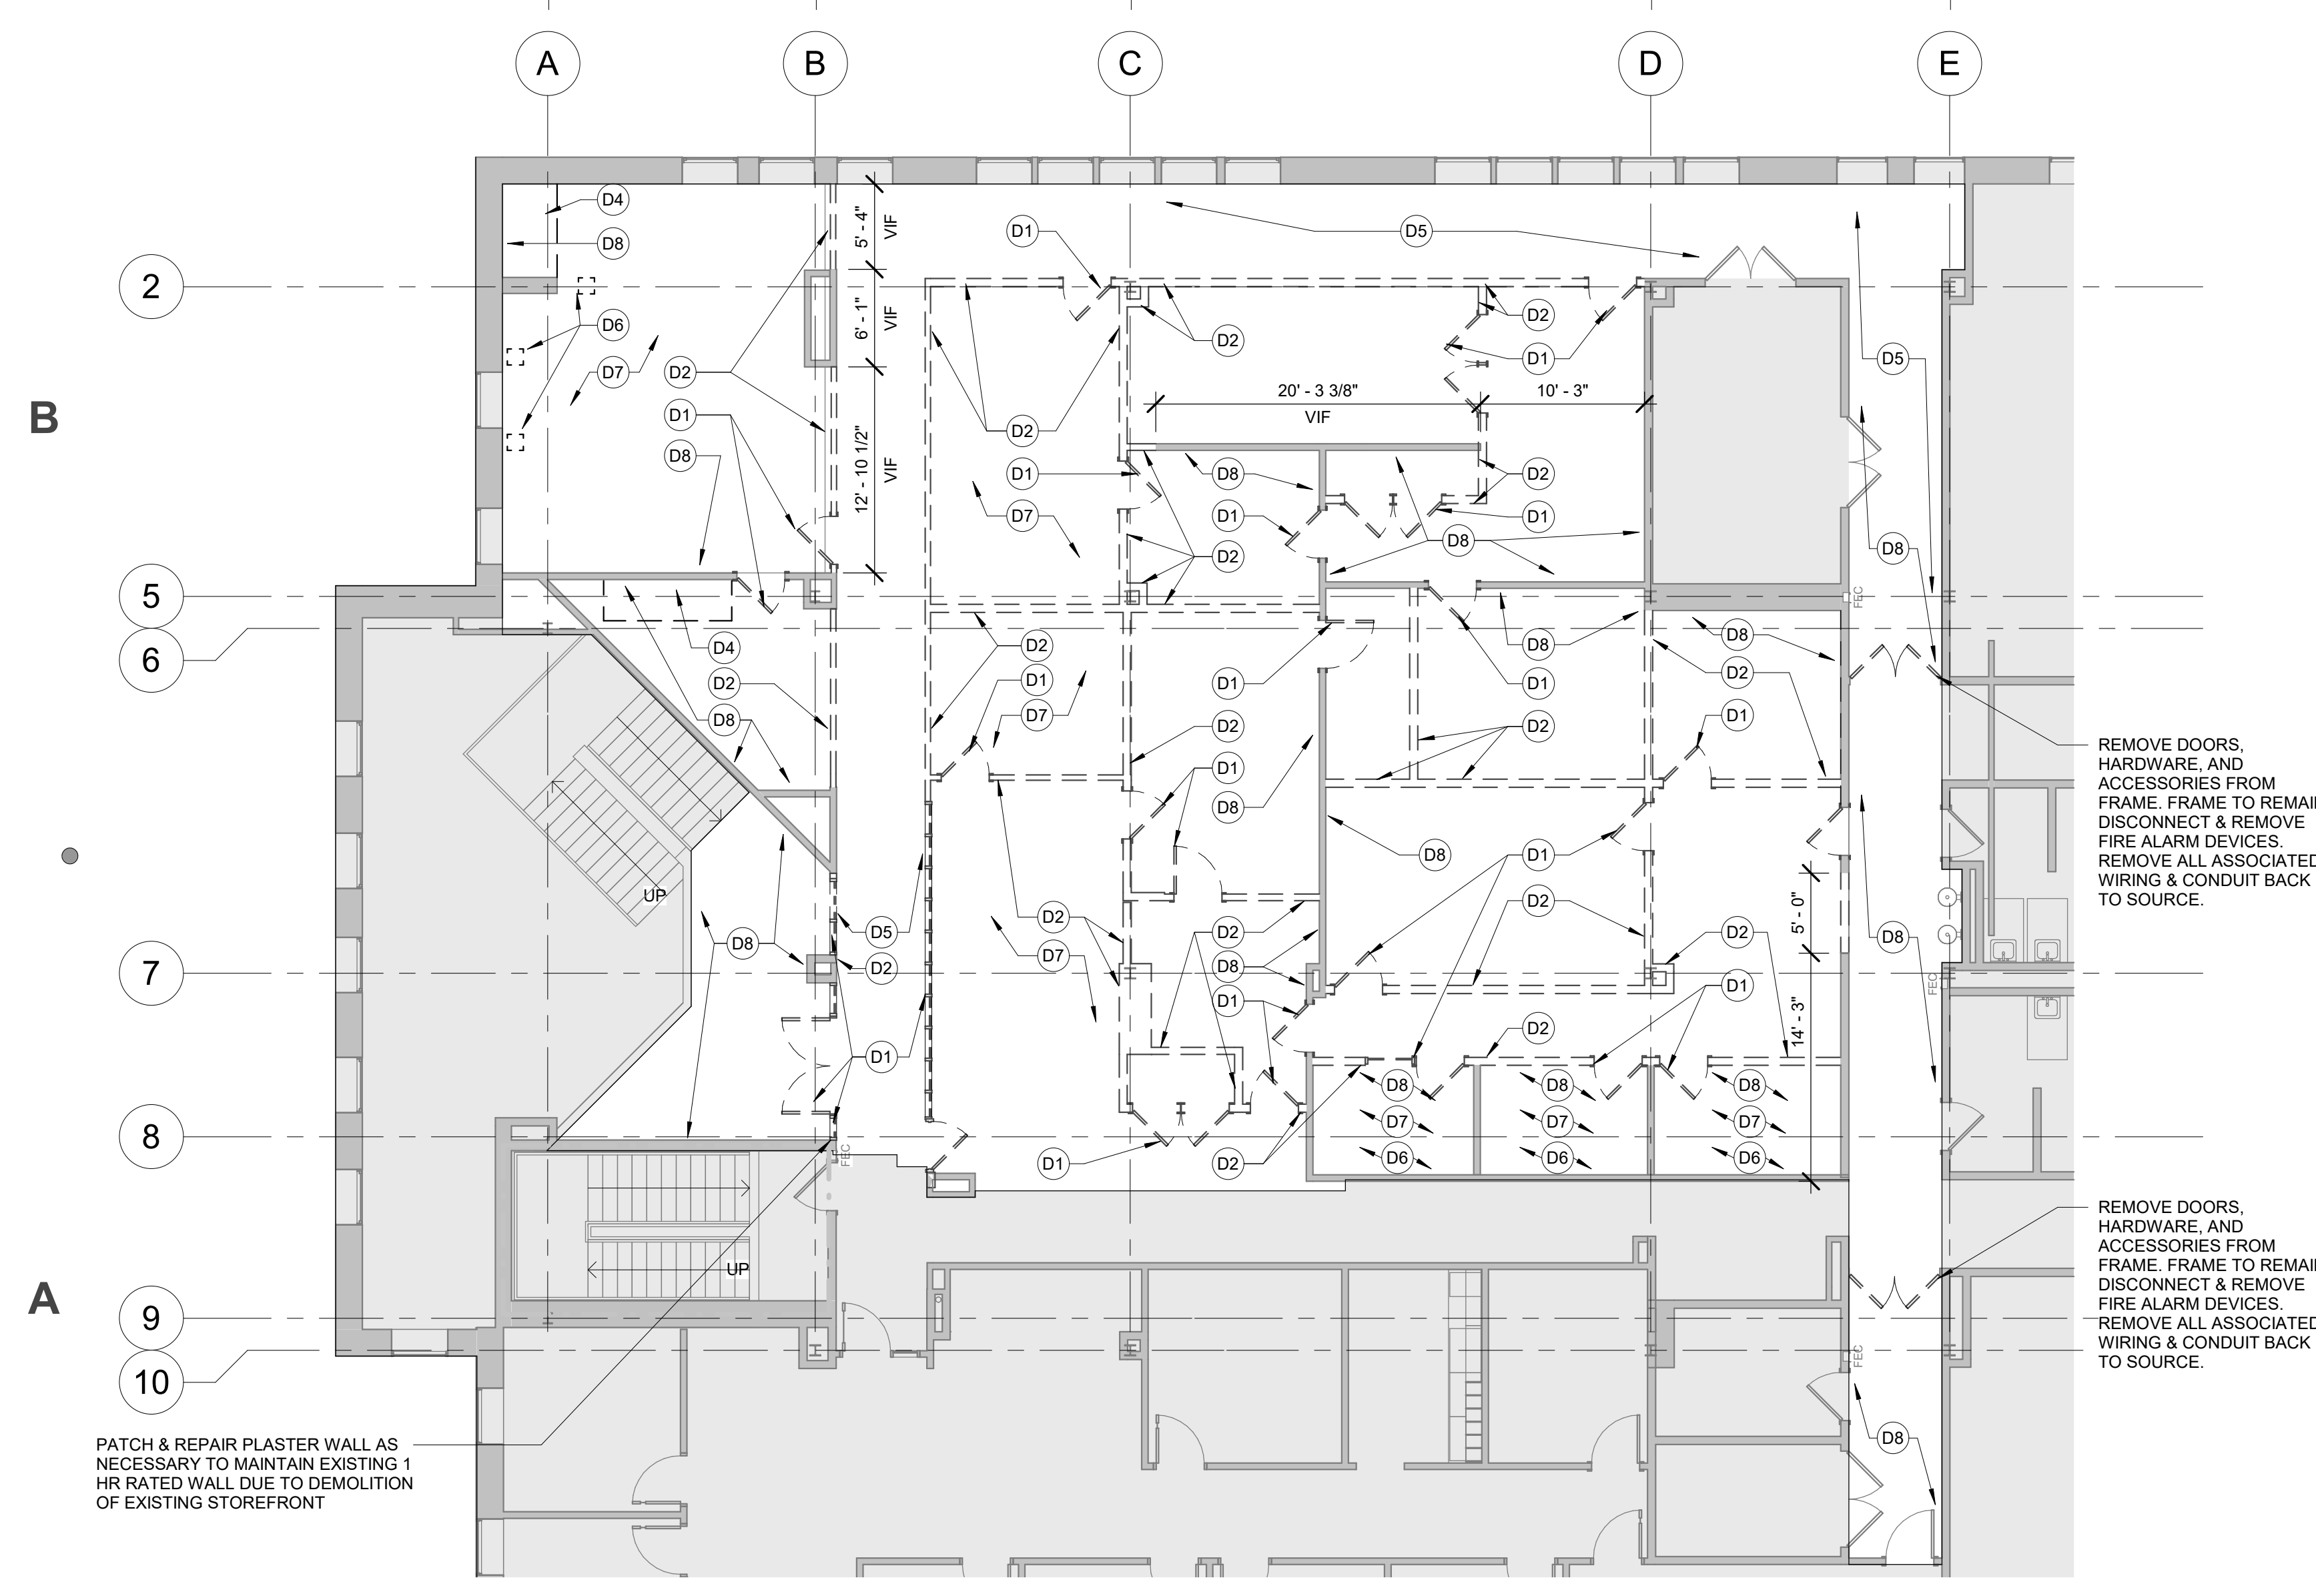 A B C D E
D4
D8
D1
D5
5' - 4"
VIF
2
D6
6' - 1"
VIF
D2
D2
D7
D2
D1
D5
20' - 3 3/8"
VIF
10' - 3"
B
D1
D2
D8
12' - 10 1/2"
VIF
D1
D8
D2
D7
D1
D1
D8
D8
D2
5
FEC
6
D4
D2
D8
D8
D2
D1
D1
D1
D2
D7
D8
D2
D2
D1
REMOVE DOORS,
HARDWARE, AND
ACCESSORIES FROM
FRAME. FRAME TO REMAI
DISCONNECT & REMOVE
FIRE ALARM DEVICES.
REMOVE ALL ASSOCIATED
WIRING & CONDUIT BACK
TO SOURCE.
D1
D8
D8
D1
UP
D2
D2
5' - 0"
D8
D5
D2
D2
D2
D8
D7
D8
7
D2
D1
D1
FEC
D2
14' - 3"
D1
D8
D8
D8
D7
D7
D7
8
FEC
D1
D2
D6
D6
D6
REMOVE DOORS,
HARDWARE, AND
ACCESSORIES FROM
FRAME. FRAME TO REMAI
DISCONNECT & REMOVE
FIRE ALARM DEVICES.
REMOVE ALL ASSOCIATED
WIRING & CONDUIT BACK
TO SOURCE.
UP
A
9
FEC
10
D8
PATCH & REPAIR PLASTER WALL AS
NECESSARY TO MAINTAIN EXISTING 1
HR RATED WALL DUE TO DEMOLITION
OF EXISTING STOREFRONT